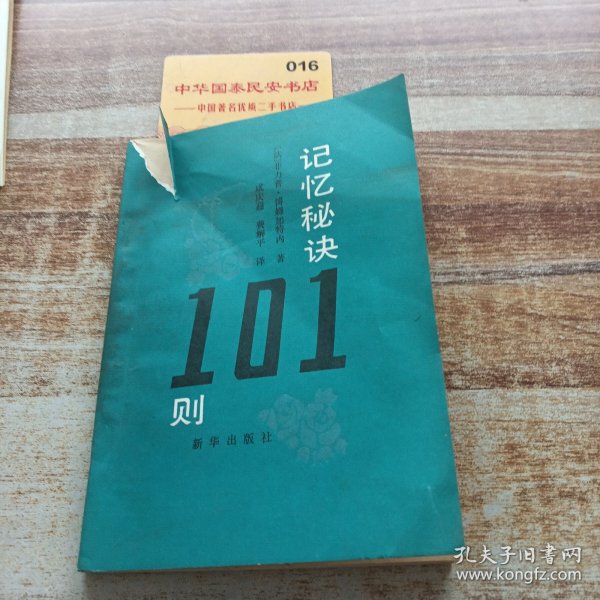 016
中华国泰民安书店
——中国著名优质二手书店
记忆秘诀
101
则
著
译
新华出版社
孔夫子旧书网
www.kongfz.com